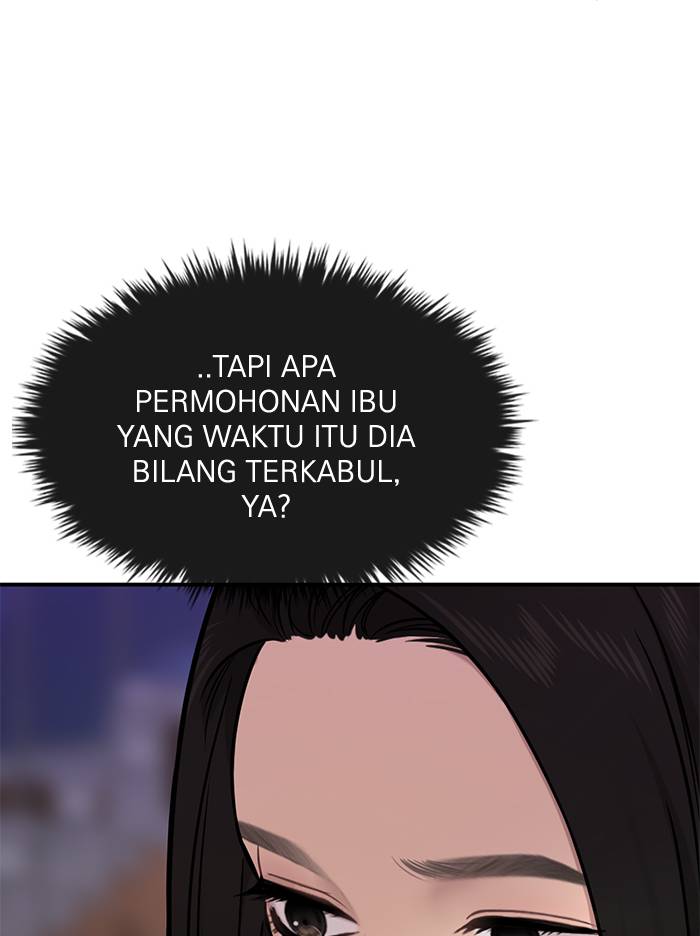 ..TAPI APA
PERMOHONAN IBU
YANG WAKTU ITU DIA
BILANG TERKABUL,
YA?